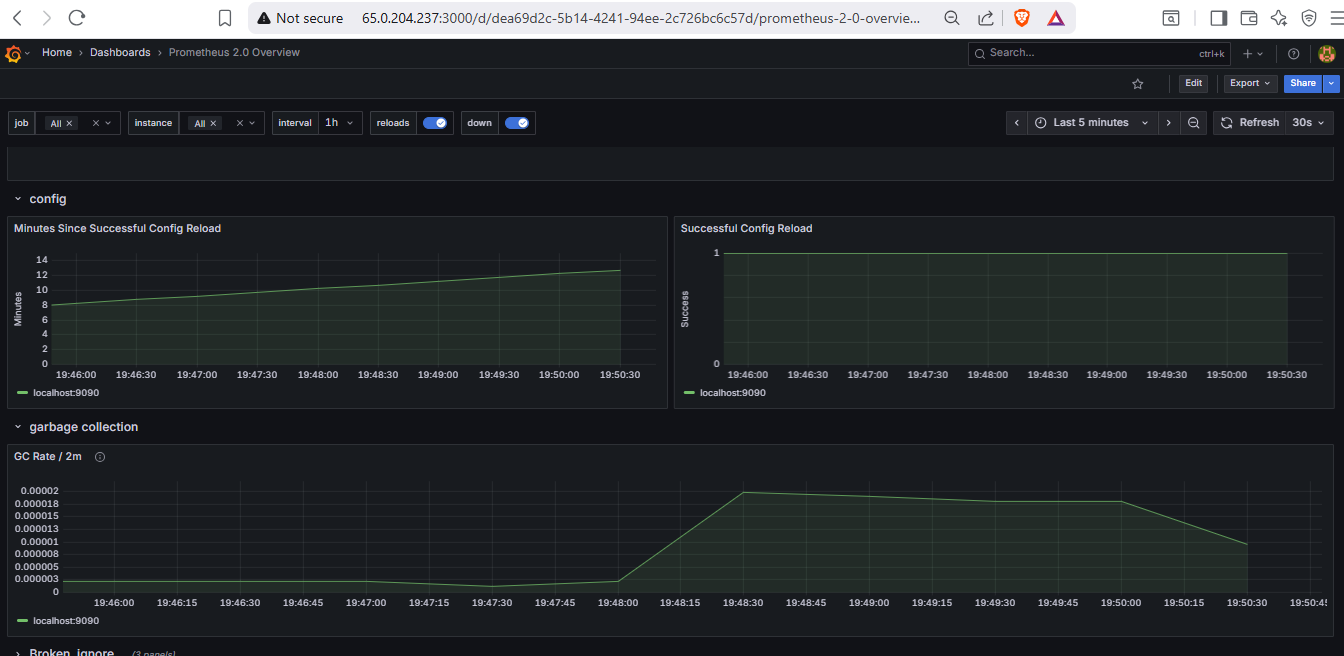 Not secure 65.0.204.237:3000/d/dea69d2c-5b14-4241-94ee-2c726bc6c57d/prometheus-2-0-overvie...
Home › Dashboards › Prometheus 2.0 Overview
Search... ctrl+k
Edit Export Share
job All × instance All × interval 1h reloads down Last 5 minutes Refresh 30s
config
Minutes Since Successful Config Reload
Minutes
14
12
10
8
6
4
2
0
19:46:00 19:46:30 19:47:00 19:47:30 19:48:00 19:48:30 19:49:00 19:49:30 19:50:00 19:50:30
localhost:9090
Successful Config Reload
Success
1
0
19:46:00 19:46:30 19:47:00 19:47:30 19:48:00 19:48:30 19:49:00 19:49:30 19:50:00 19:50:30
localhost:9090
garbage collection
GC Rate / 2m
0.00002
0.000018
0.000015
0.000013
0.00001
0.000008
0.000005
0.000003
0
19:46:00 19:46:15 19:46:30 19:46:45 19:47:00 19:47:15 19:47:30 19:47:45 19:48:00 19:48:15 19:48:30 19:48:45 19:49:00 19:49:15 19:49:30 19:49:45 19:50:00 19:50:15 19:50:30 19:50:45
localhost:9090
Broken, ignore (3 panels)